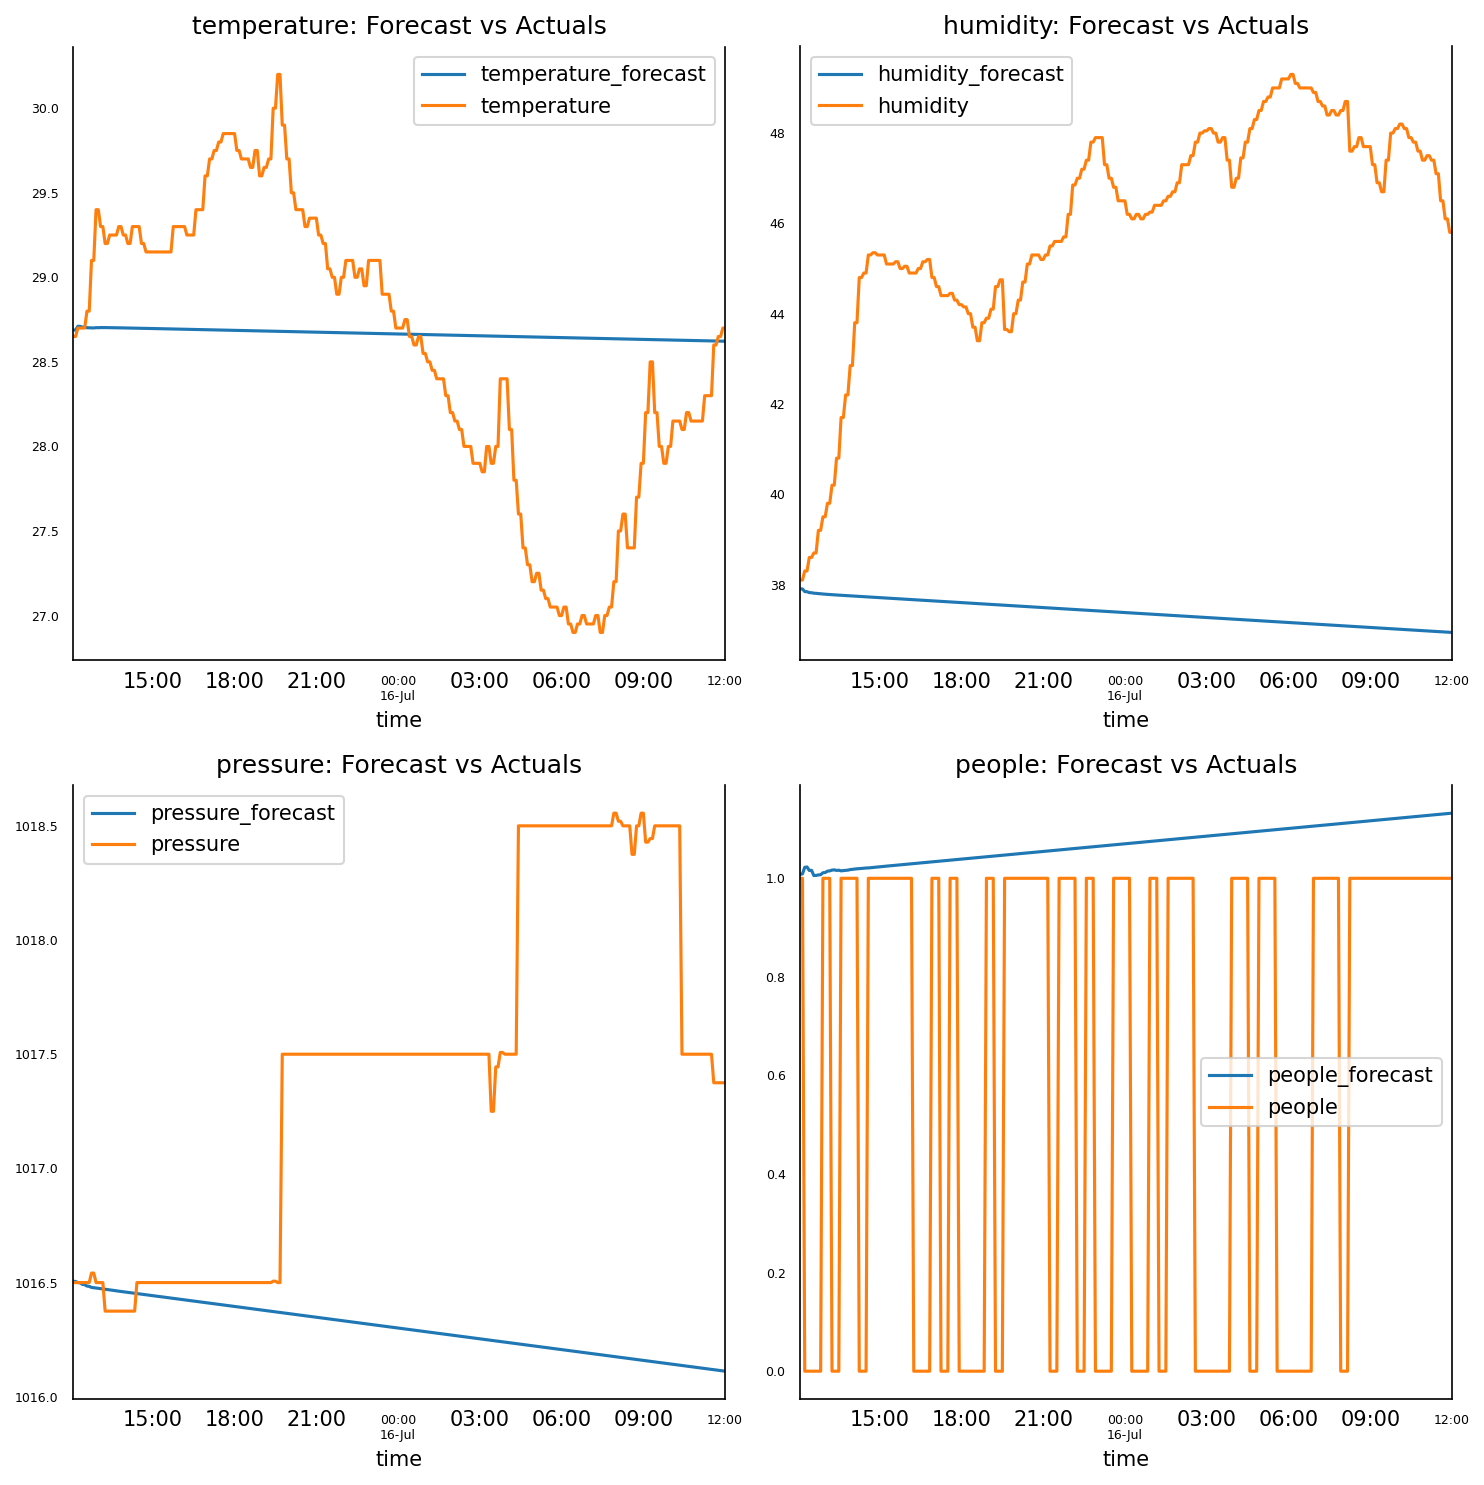 temperature: Forecast vs Actuals
temperature_forecast
temperature
30.0
29.5
29.0
28.5
28.0
27.5
27.0
15:00 18:00 21:00 00:00 03:00 06:00 09:00 12:00
16-Jul
time
humidity: Forecast vs Actuals
humidity_forecast
humidity
48
46
44
42
40
38
15:00 18:00 21:00 00:00 03:00 06:00 09:00 12:00
16-Jul
time
pressure: Forecast vs Actuals
pressure_forecast
pressure
1018.5
1018.0
1017.5
1017.0
1016.5
1016.0
15:00 18:00 21:00 00:00 03:00 06:00 09:00 12:00
16-Jul
time
people: Forecast vs Actuals
1.0
0.8
0.6
0.4
0.2
0.0
people_forecast
people
15:00 18:00 21:00 00:00 03:00 06:00 09:00 12:00
16-Jul
time